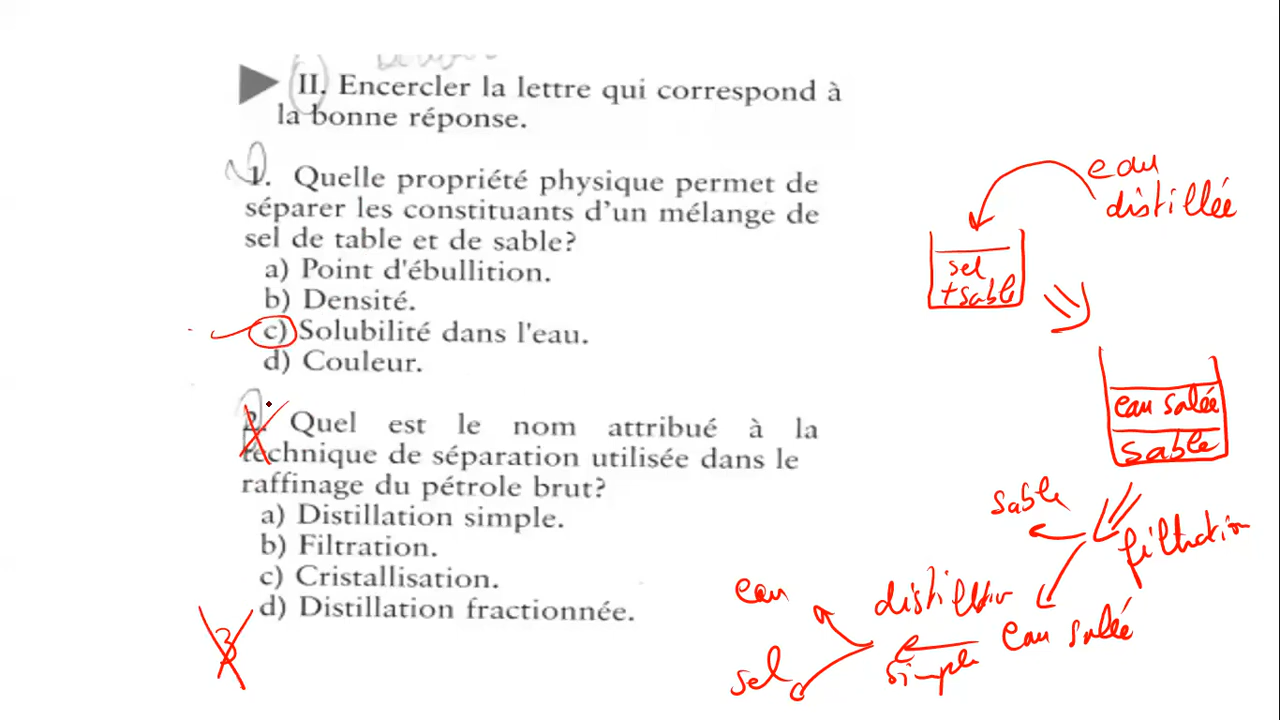 II. Encercler la lettre qui correspond à
la bonne réponse.
1. Quelle propriété physique permet de
séparer les constituants d'un mélange de
sel de table et de sable?
a) Point d'ébullition.
b) Densité.
c) Solubilité dans l'eau.
d) Couleur.
2. Quel est le nom attribué à la
technique de séparation utilisée dans le
raffinage du pétrole brut?
a) Distillation simple.
b) Filtration.
c) Cristallisation.
d) Distillation fractionnée.
3
eau
distillée
sel
+sable
eau salée
sable
filtration
sable
eau salée
distillation
simple
eau
sel